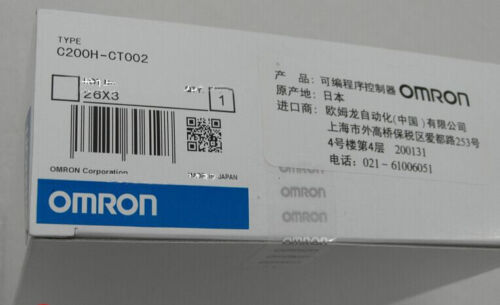 TYPE
C200H-CT002
26X3
1
OMRON Corporation
MADE IN JAPAN
OMRON
产 品：可编程序控制器 OMRON
原产地：日本
进口商：欧姆龙自动化（中国）有限公司
上海市外高桥保税区爱都路253号
4号楼第4层 200131
电话：021-61006051
OMRON
OMRON
OMRON